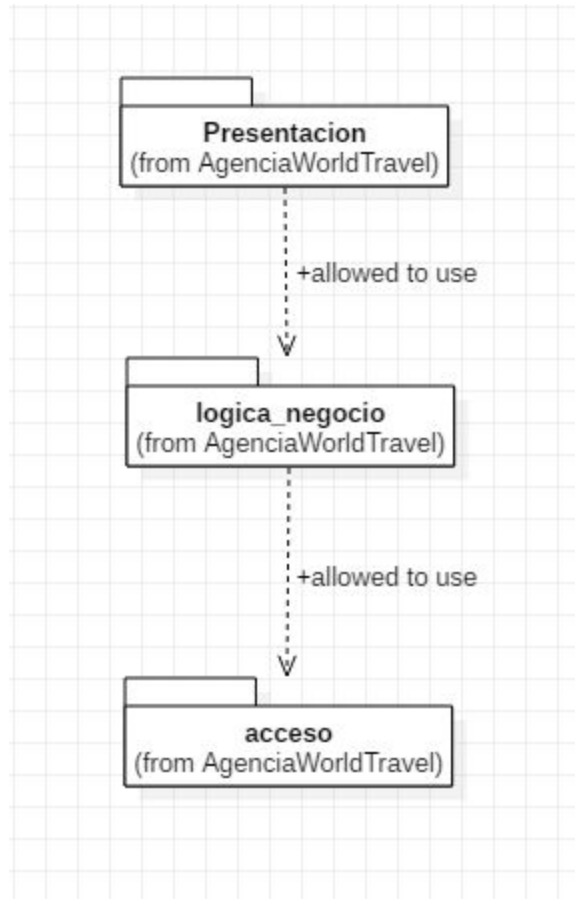 Presentacion
(from AgenciaWorldTravel)
+allowed to use
logica_negocio
(from AgenciaWorldTravel)
+allowed to use
acceso
(from AgenciaWorldTravel)